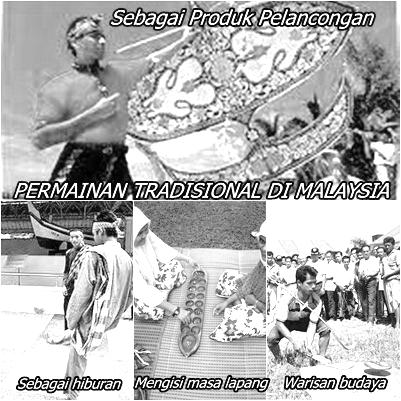 Sebagai Produk Pelancongan
PERMAINAN TRADISIONAL DI MALAYSIA
Sebagai hiburan
Mengisi masa lapang
Warisan budaya